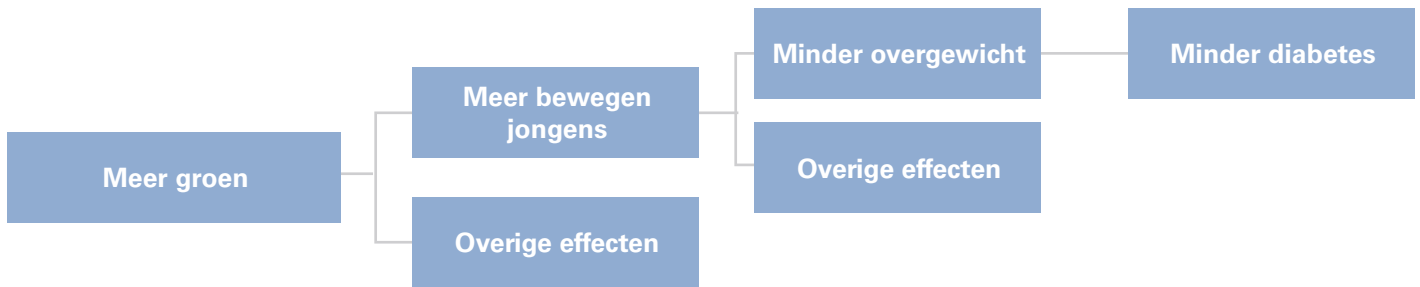 Meer groen
Meer bewegen
jongens
Overige effecten
Minder overgewicht
Overige effecten
Minder diabetes